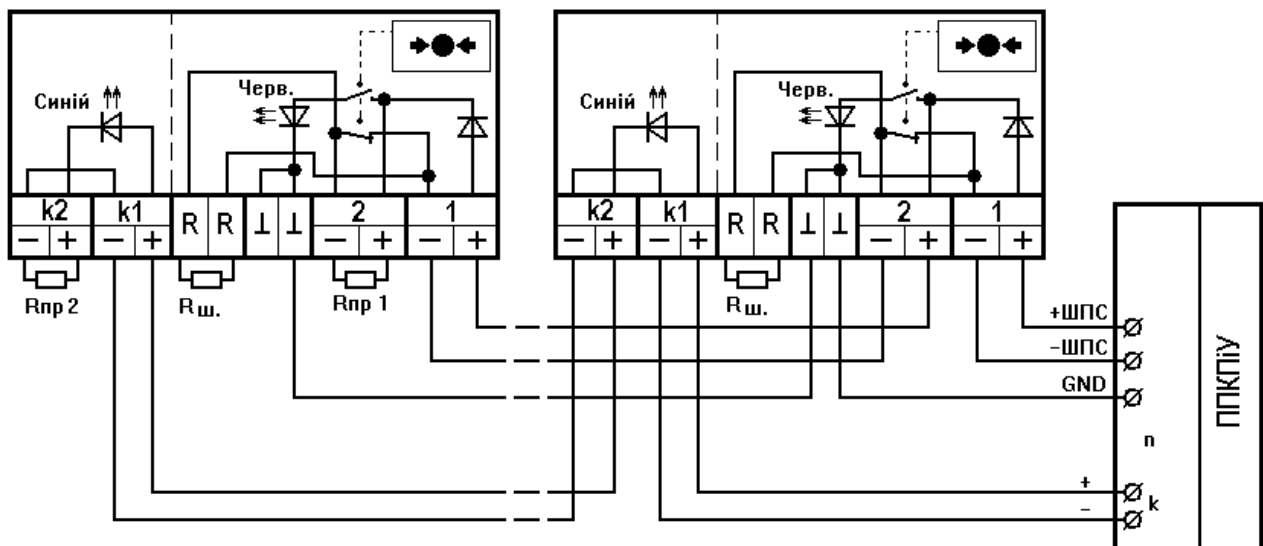 Синій
Черв.
k2 k1 R R ⊥ ⊥ 2 1
− + − + − + − +
Rпр 2
Rш.
Rпр 1
Синій
Черв.
k2 k1 R R ⊥ ⊥ 2 1
− + − + − + − +
Rш.
+ШПС
−ШПС
GND
n
+
k
−
ППКПіУ